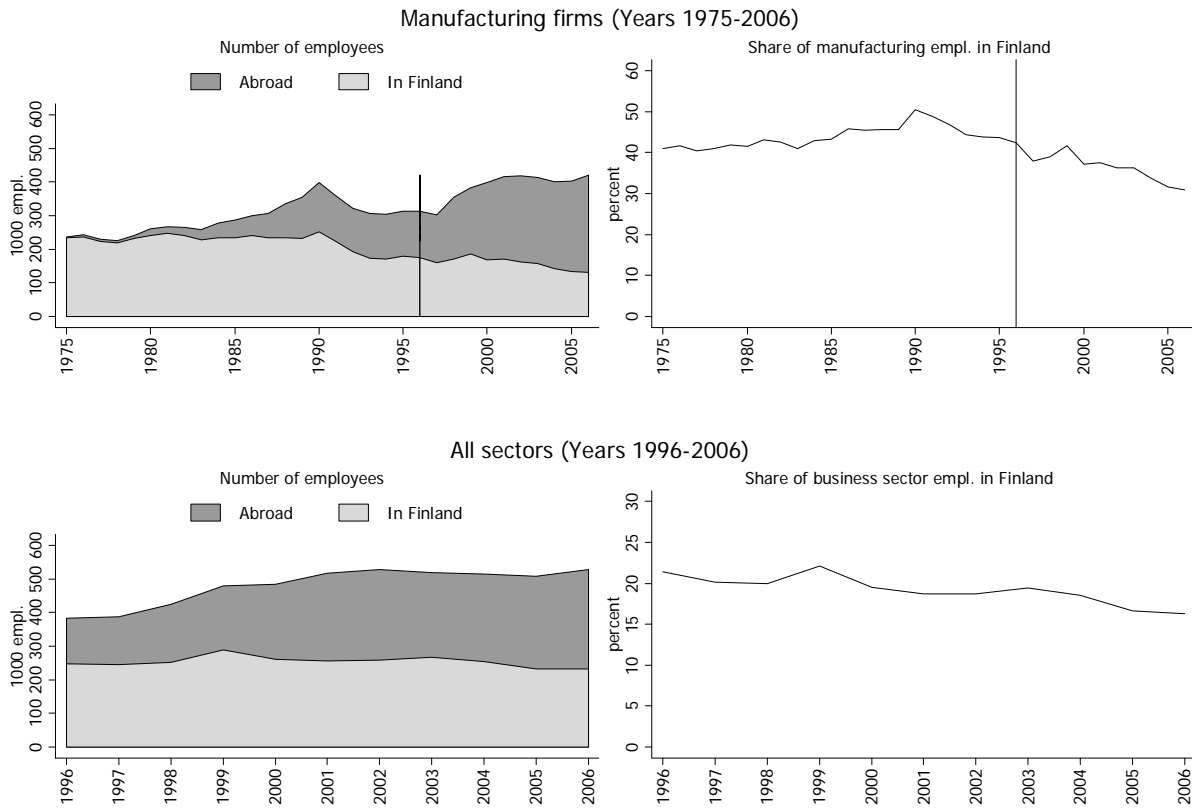 Manufacturing firms (Years 1975-2006)
Number of employees
Abroad
In Finland
1000 empl.
0 100 200 300 400 500 600
1975 1980 1985 1990 1995 2000 2005
Share of manufacturing empl. in Finland
percent
0 10 20 30 40 50 60
1975 1980 1985 1990 1995 2000 2005
All sectors (Years 1996-2006)
Number of employees
Abroad
In Finland
1000 empl.
0 100 200 300 400 500 600
1996 1997 1998 1999 2000 2001 2002 2003 2004 2005 2006
Share of business sector empl. in Finland
percent
0 5 10 15 20 25 30
1996 1997 1998 1999 2000 2001 2002 2003 2004 2005 2006